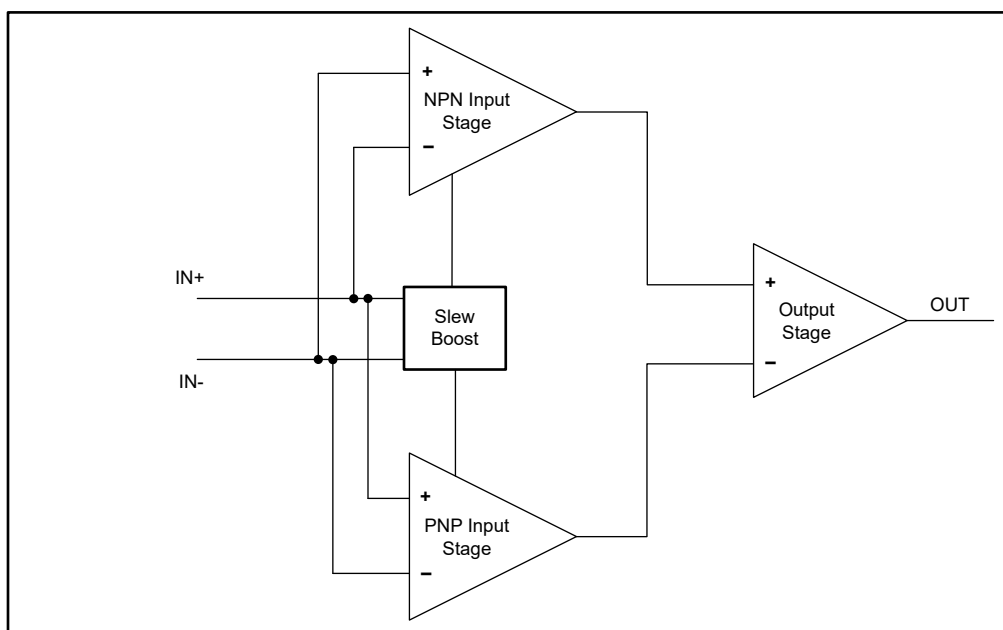 +
NPN Input
Stage
−
IN+
Slew
Boost
IN-
+
Output
Stage
−
OUT
+
PNP Input
Stage
−